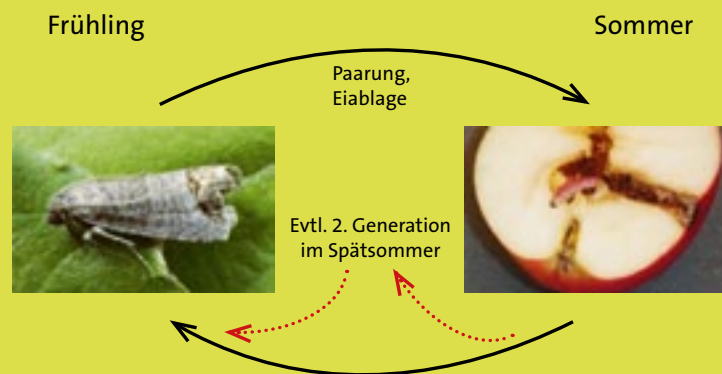 Frühling
Sommer
Paarung,
Eiablage
Evtl. 2. Generation
im Spätsommer